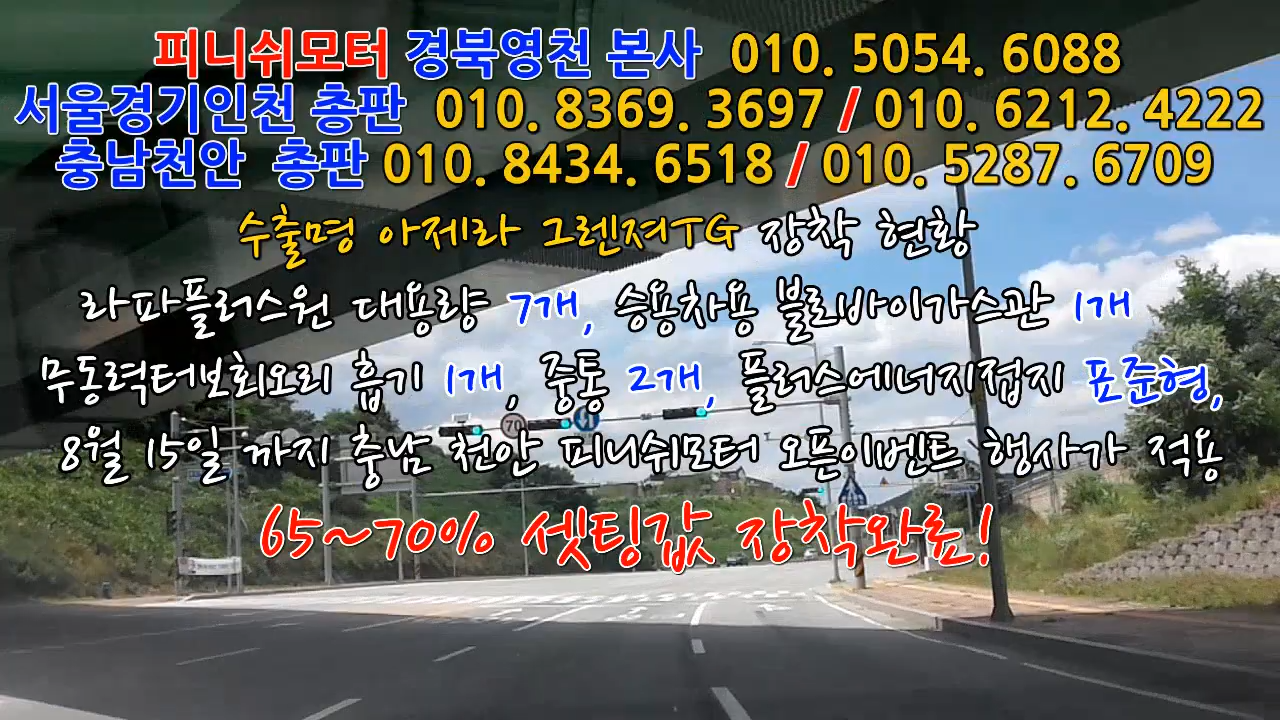 피니쉬모터 경북영천 본사 010. 5054. 6088
서울경기인천 총판 010. 8369. 3697 / 010. 6212. 4222
충남천안 총판 010. 8434. 6518 / 010. 5287. 6709
수출명 아제라 그렌져TG 장착 현황
라파플러스원 대용량 7개, 승용차용 블로바이가스관 1개
무동력터보회오리 흡기 1개, 중통 2개, 플러스에너지접지 표준형,
8월 15일 까지 충남 천안 피니쉬모터 오픈이벤트 행사가 적용
65~70% 셋팅값 장착완료!
70